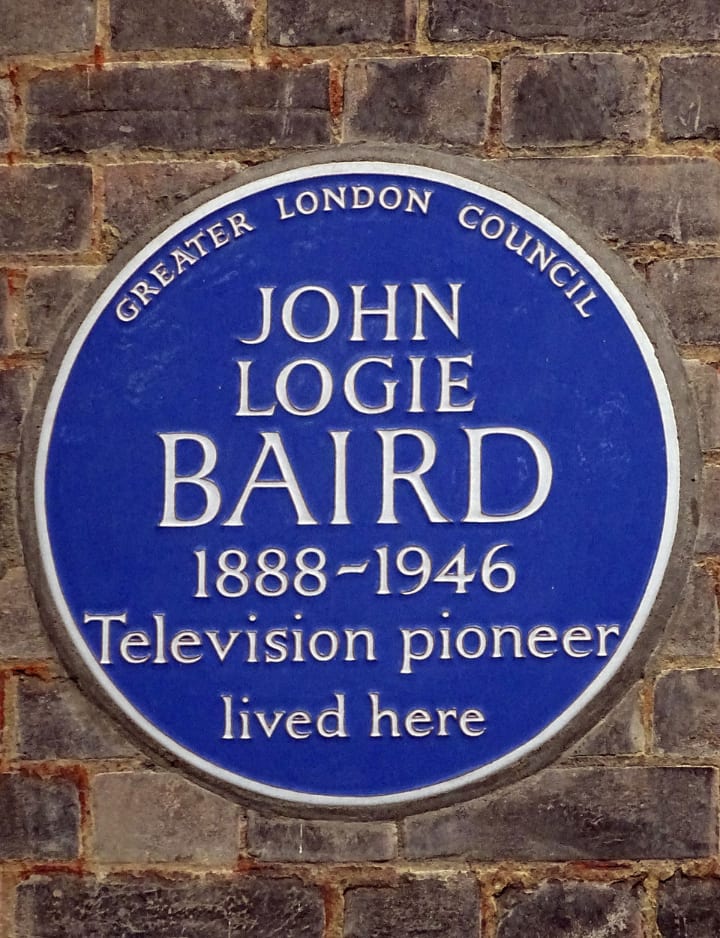 GREATER LONDON COUNCIL
JOHN
LOGIE
BAIRD
1888-1946
Television pioneer
lived here